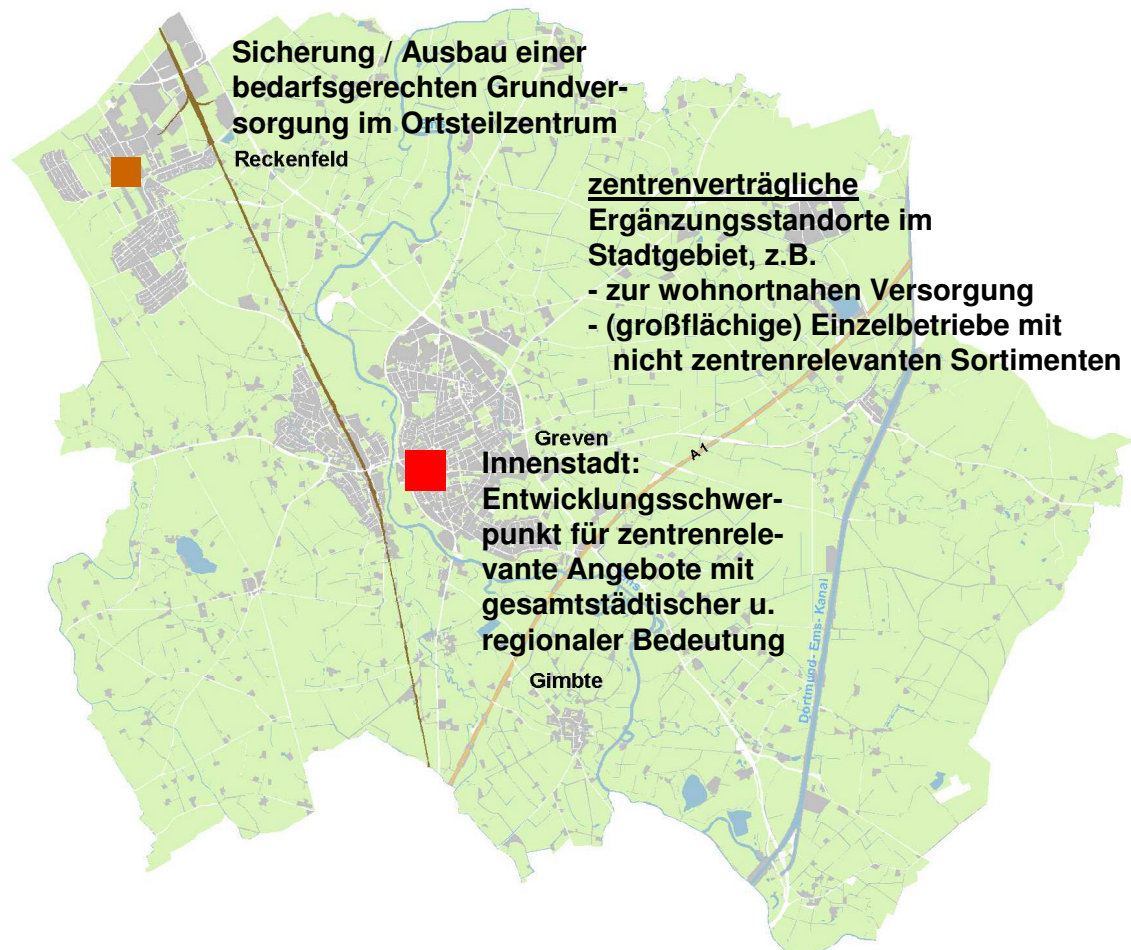 Sicherung / Ausbau einer
bedarfsgerechten Grundver-
sorgung im Ortsteilzentrum
Reckenfeld
zentrenverträgliche
Ergänzungsstandorte im
Stadtgebiet, z.B.
- zur wohnortnahen Versorgung
- (großflächige) Einzelbetriebe mit
nicht zentrenrelevanten Sortimenten
Greven
A 1
Innenstadt:
Entwicklungsschwer-
punkt für zentrenrele-
vante Angebote mit
gesamtstädtischer u.
regionaler Bedeutung
Ems
Gimbte
Dortmund-Ems-Kanal